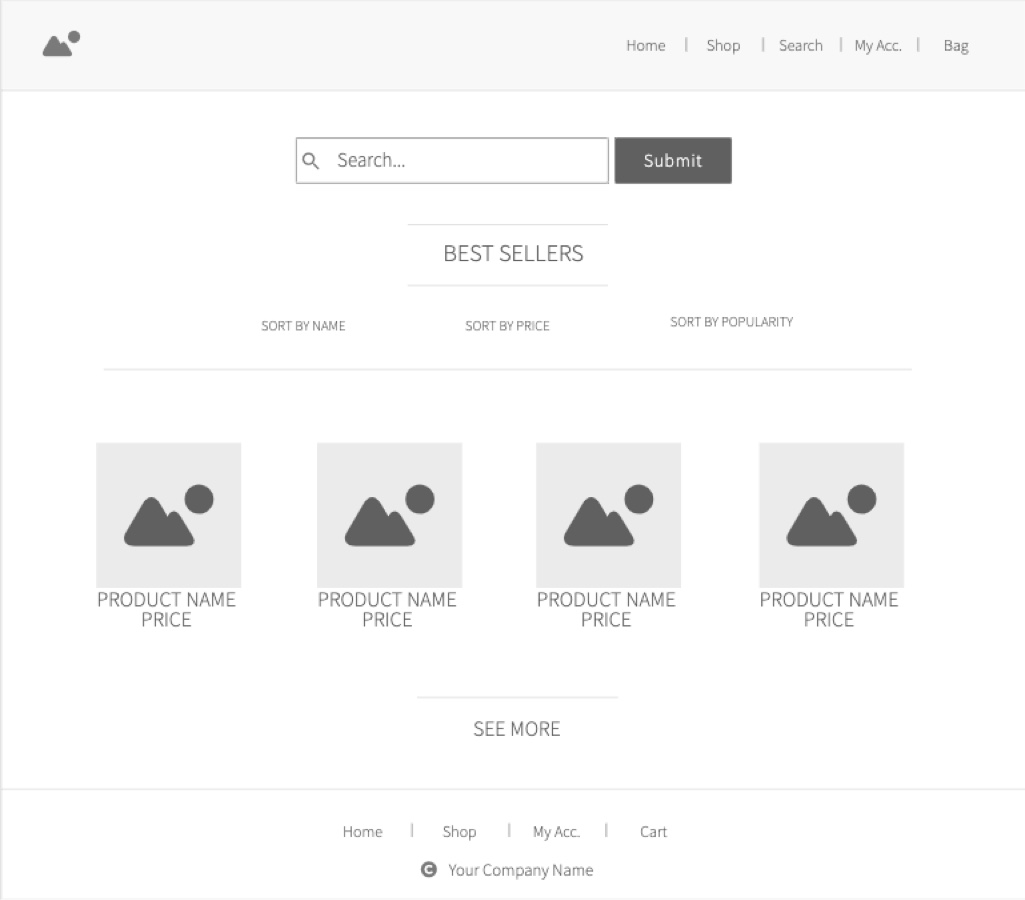 Home | Shop | Search | My Acc. | Bag
Search...
Submit
BEST SELLERS
SORT BY NAME SORT BY PRICE SORT BY POPULARITY
PRODUCT NAME PRODUCT NAME PRODUCT NAME PRODUCT NAME
PRICE PRICE PRICE PRICE
SEE MORE
Home | Shop | My Acc. | Cart
© Your Company Name